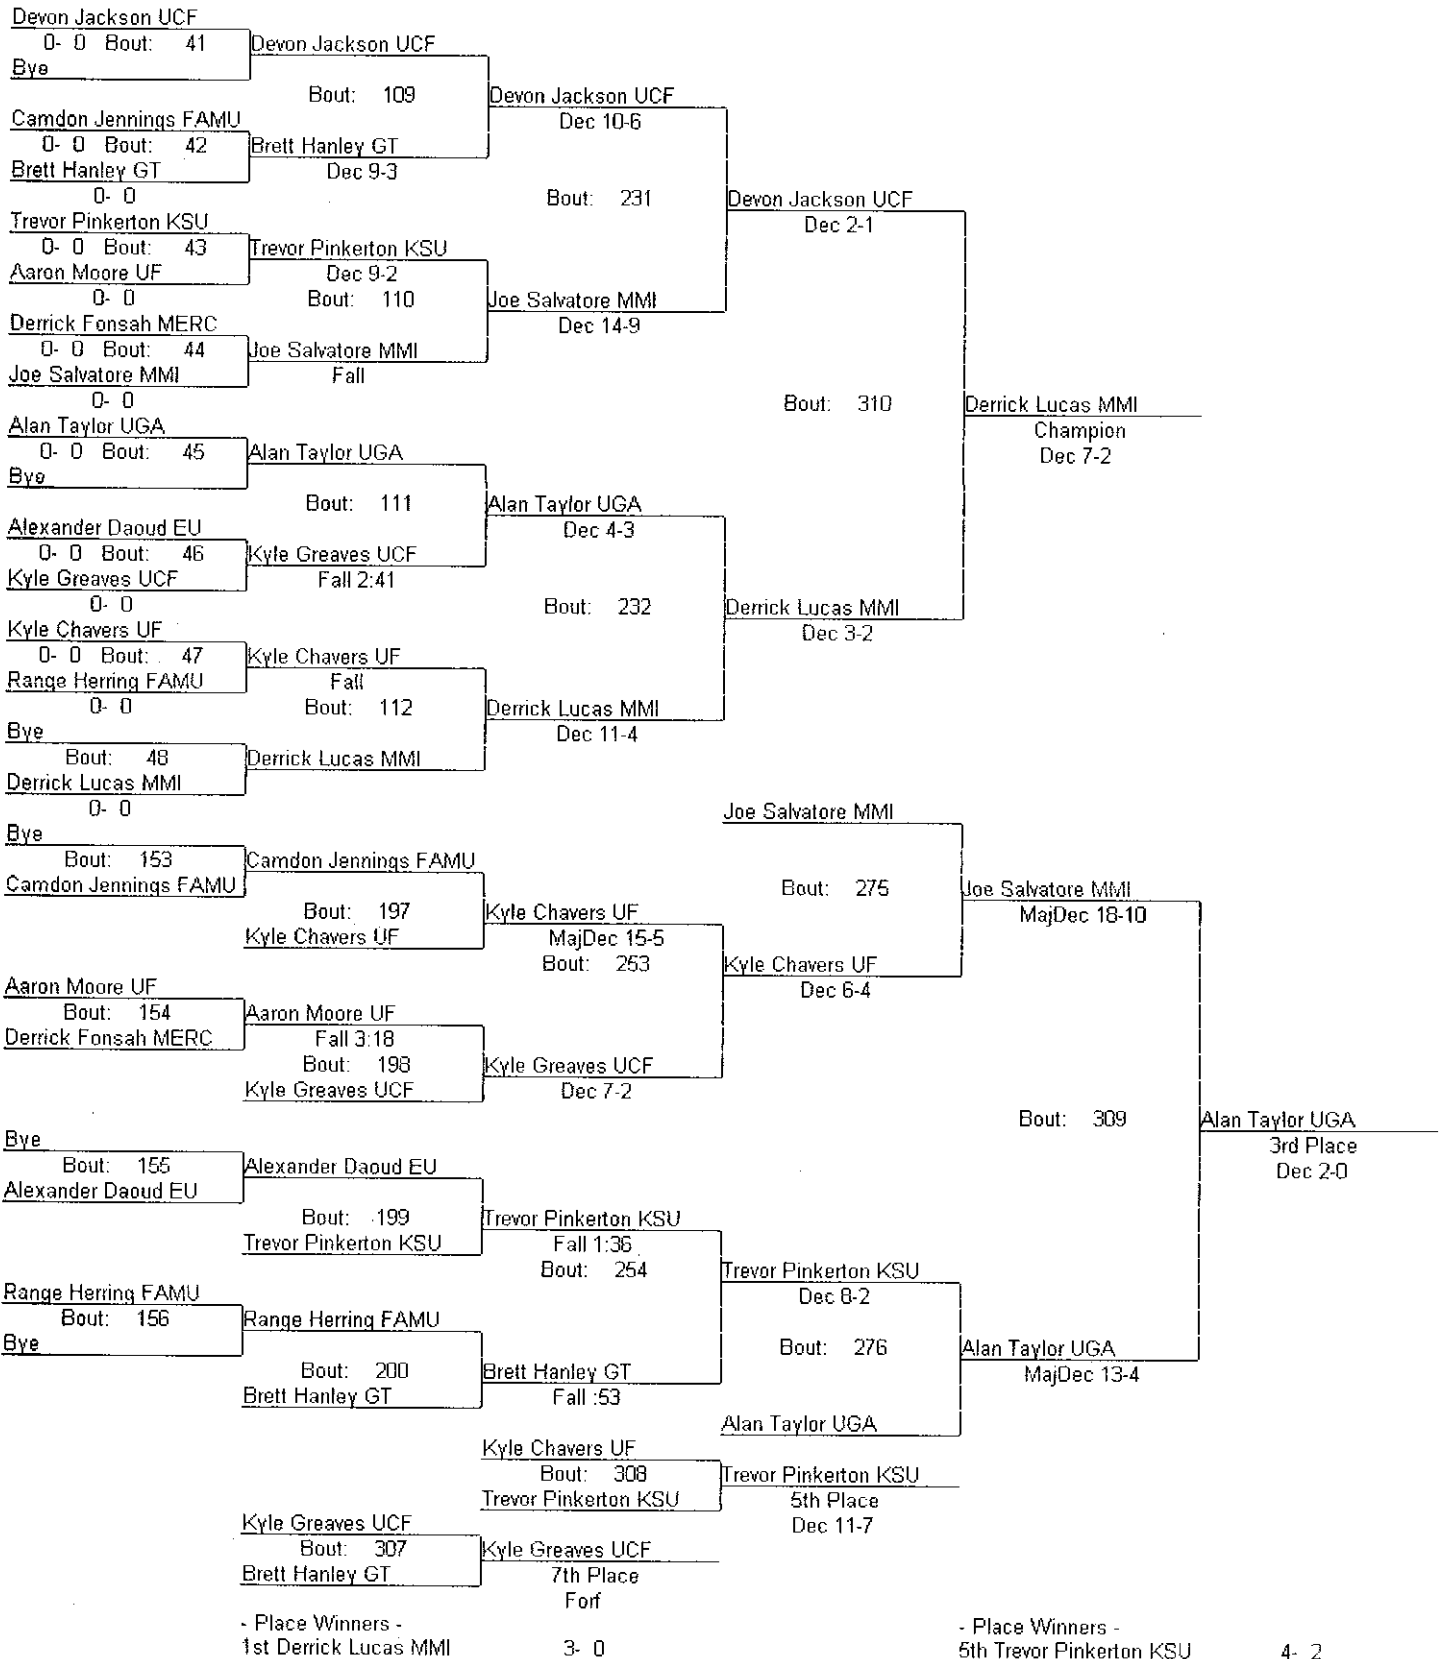 Devon Jackson UCF
0- 0 Bout: 41
Bye
Devon Jackson UCF
Bout: 109
Camdon Jennings FAMU
0- 0 Bout: 42
Brett Hanley GT
0- 0
Brett Hanley GT
Dec 9-3
Devon Jackson UCF
Dec 10-6
Bout: 231
Trevor Pinkerton KSU
0- 0 Bout: 43
Aaron Moore UF
0- 0
Trevor Pinkerton KSU
Dec 9-2
Bout: 110
Derrick Fonsah MERC
0- 0 Bout: 44
Joe Salvatore MMI
0- 0
Joe Salvatore MMI
Fall
Joe Salvatore MMI
Dec 14-9
Devon Jackson UCF
Dec 2-1
Bout: 310
Derrick Lucas MMI
Champion
Dec 7-2
Alan Taylor UGA
0- 0 Bout: 45
Bye
Alan Taylor UGA
Bout: 111
Alexander Daoud EU
0- 0 Bout: 46
Kyle Greaves UCF
0- 0
Kyle Greaves UCF
Fall 2:41
Alan Taylor UGA
Dec 4-3
Bout: 232
Kyle Chavers UF
0- 0 Bout: 47
Range Herring FAMU
0- 0
Kyle Chavers UF
Fall
Bout: 112
Bye
Bout: 48
Derrick Lucas MMI
0- 0
Derrick Lucas MMI
Derrick Lucas MMI
Dec 11-4
Derrick Lucas MMI
Dec 3-2
Bye
Bout: 153
Camdon Jennings FAMU
Camdon Jennings FAMU
Bout: 197
Kyle Chavers UF
Kyle Chavers UF
MajDec 15-5
Bout: 253
Aaron Moore UF
Bout: 154
Derrick Fonsah MERC
Aaron Moore UF
Fall 3:18
Bout: 198
Kyle Greaves UCF
Kyle Greaves UCF
Dec 7-2
Joe Salvatore MMI
Bout: 275
Kyle Chavers UF
Dec 6-4
Joe Salvatore MMI
MajDec 18-10
Bout: 309
Alan Taylor UGA
3rd Place
Dec 2-0
Bye
Bout: 155
Alexander Daoud EU
Alexander Daoud EU
Bout: 199
Trevor Pinkerton KSU
Trevor Pinkerton KSU
Fall 1:36
Bout: 254
Range Herring FAMU
Bout: 156
Bye
Range Herring FAMU
Bout: 200
Brett Hanley GT
Brett Hanley GT
Fall :53
Trevor Pinkerton KSU
Dec 8-2
Bout: 276
Alan Taylor UGA
Alan Taylor UGA
MajDec 13-4
Kyle Chavers UF
Bout: 308
Trevor Pinkerton KSU
Trevor Pinkerton KSU
5th Place
Dec 11-7
Kyle Greaves UCF
Bout: 307
Brett Hanley GT
Kyle Greaves UCF
7th Place
Forf
- Place Winners -
1st Derrick Lucas MMI 3- 0
- Place Winners -
5th Trevor Pinkerton KSU 4- 2